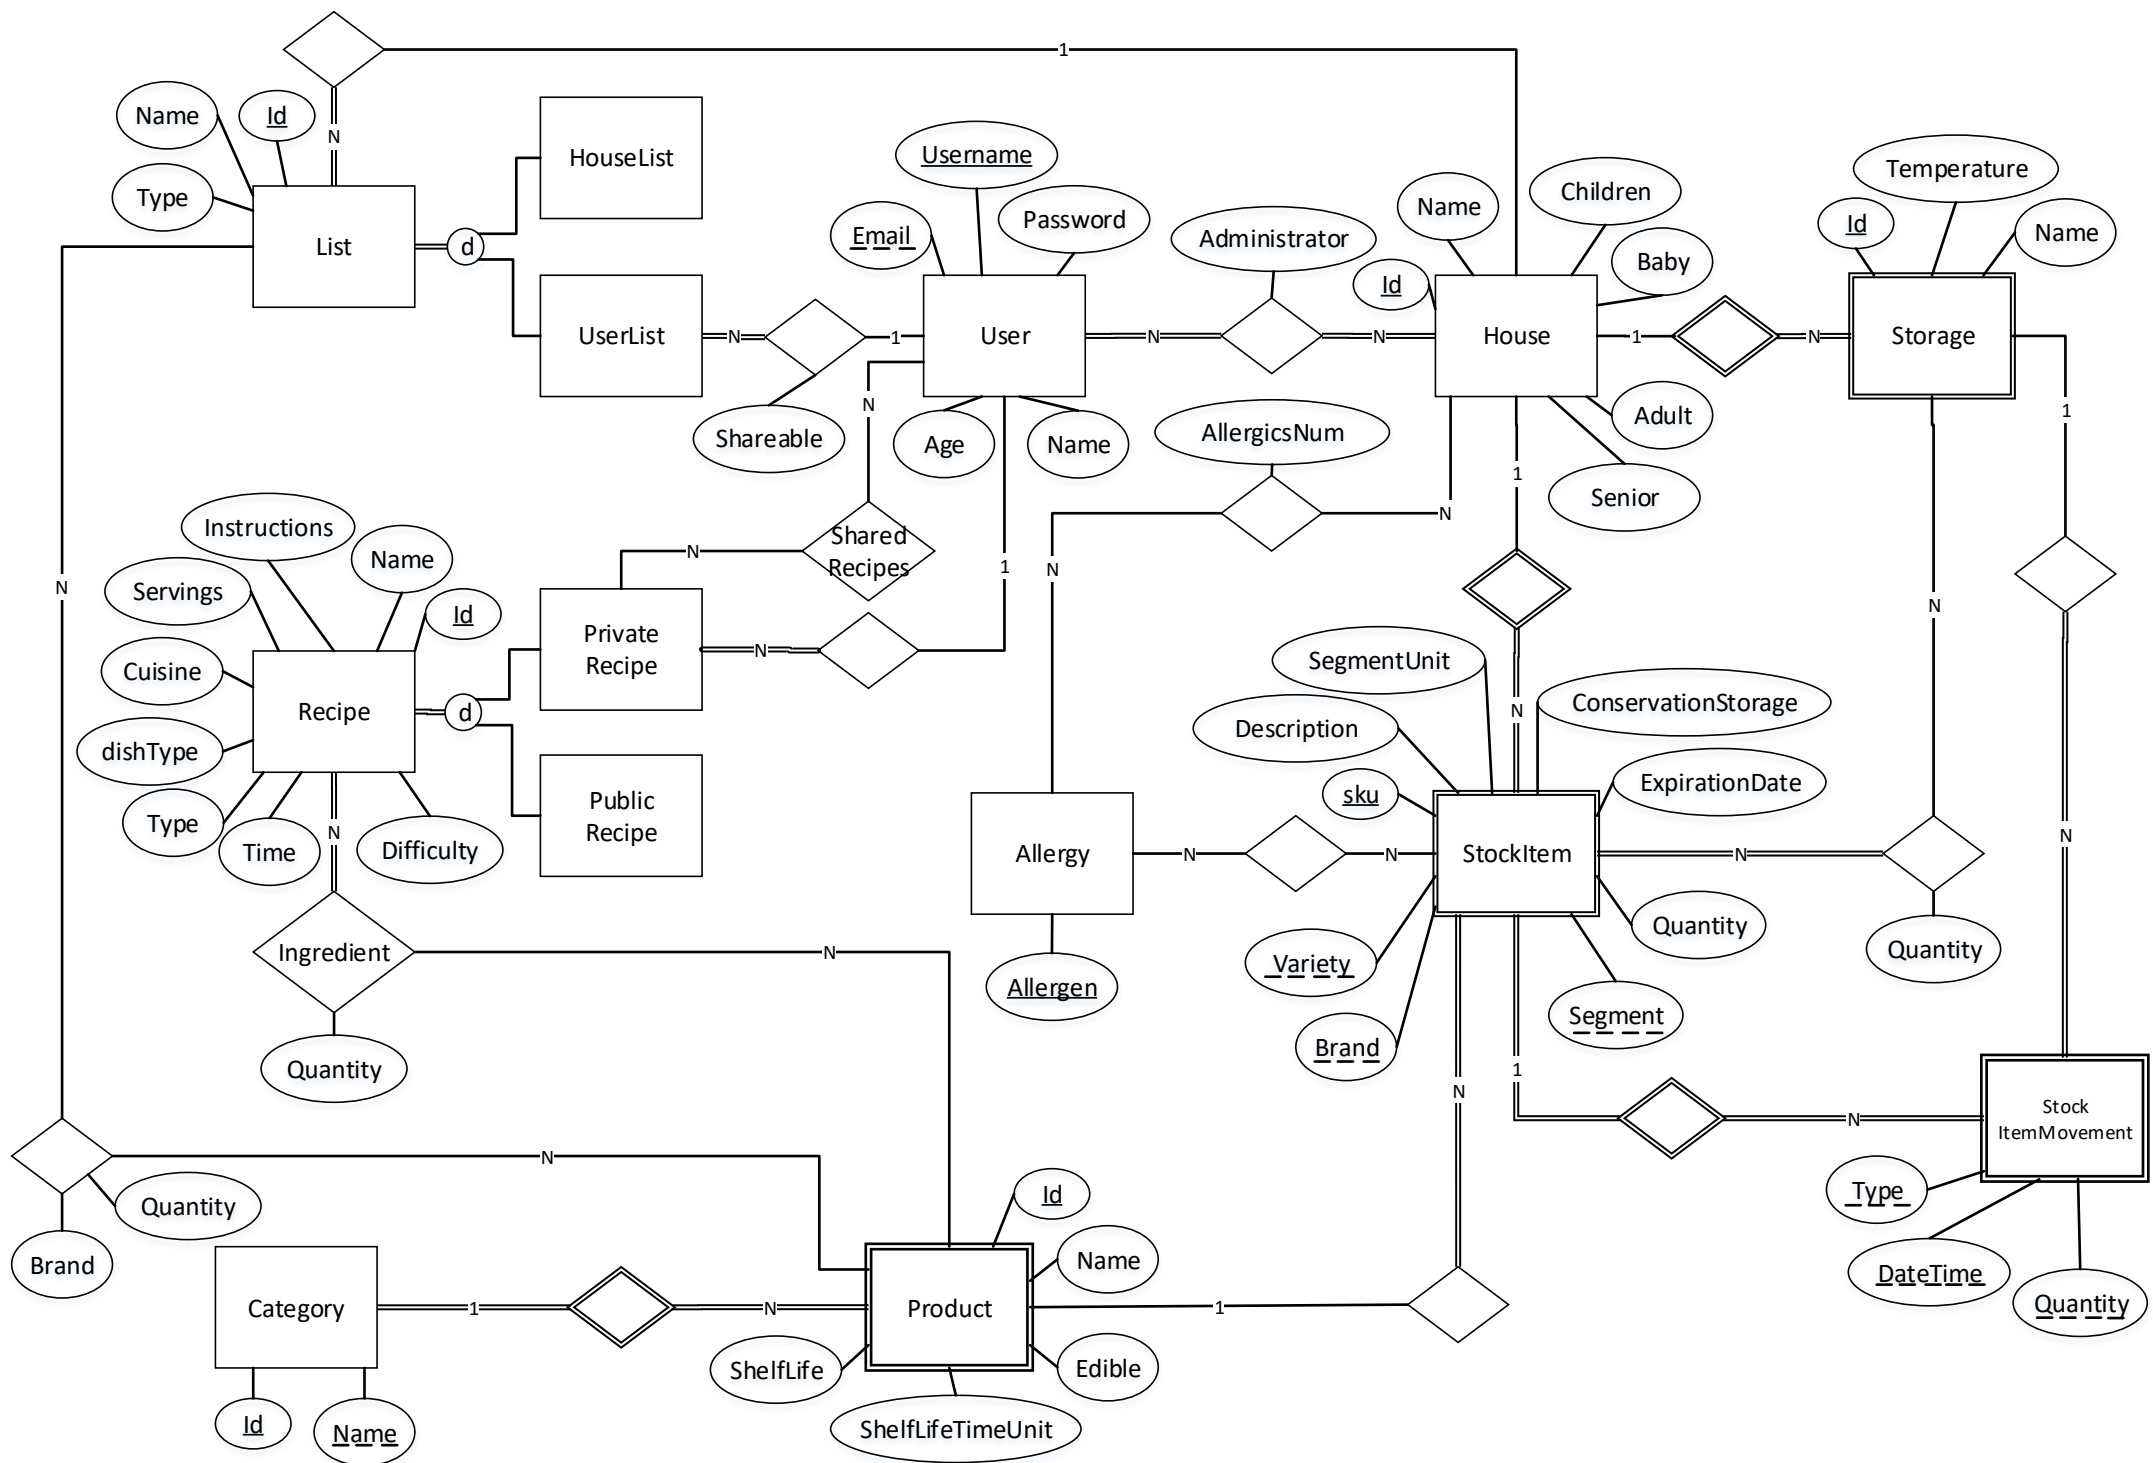 1
Name
Id
N
HouseList
Type
Username
Temperature
Children
Name
Id
Name
Email
Password
Administrator
List
d
Baby
Id
UserList
N
1
User
N
N
House
1
N
Storage
N
1
Shareable
Age
Name
AllergicsNum
Adult
1
Senior
N
Instructions
Name
Shared
Recipes
N
1
N
N
Servings
Id
N
Private
Recipe
N
Cuisine
SegmentUnit
ConservationStorage
Recipe
d
N
Description
dishType
ExpirationDate
sku
Type
Time
N
Difficulty
Public
Recipe
Allergy
N
N
StockItem
N
N
Quantity
Quantity
Ingredient
N
Variety
Allergen
Segment
Brand
Quantity
1
N
N
Stock
ItemMovement
N
Quantity
Brand
Id
Type
Name
DateTime
Quantity
Category
1
N
Product
1
ShelfLife
Edible
Id
Name
ShelfLifeTimeUnit